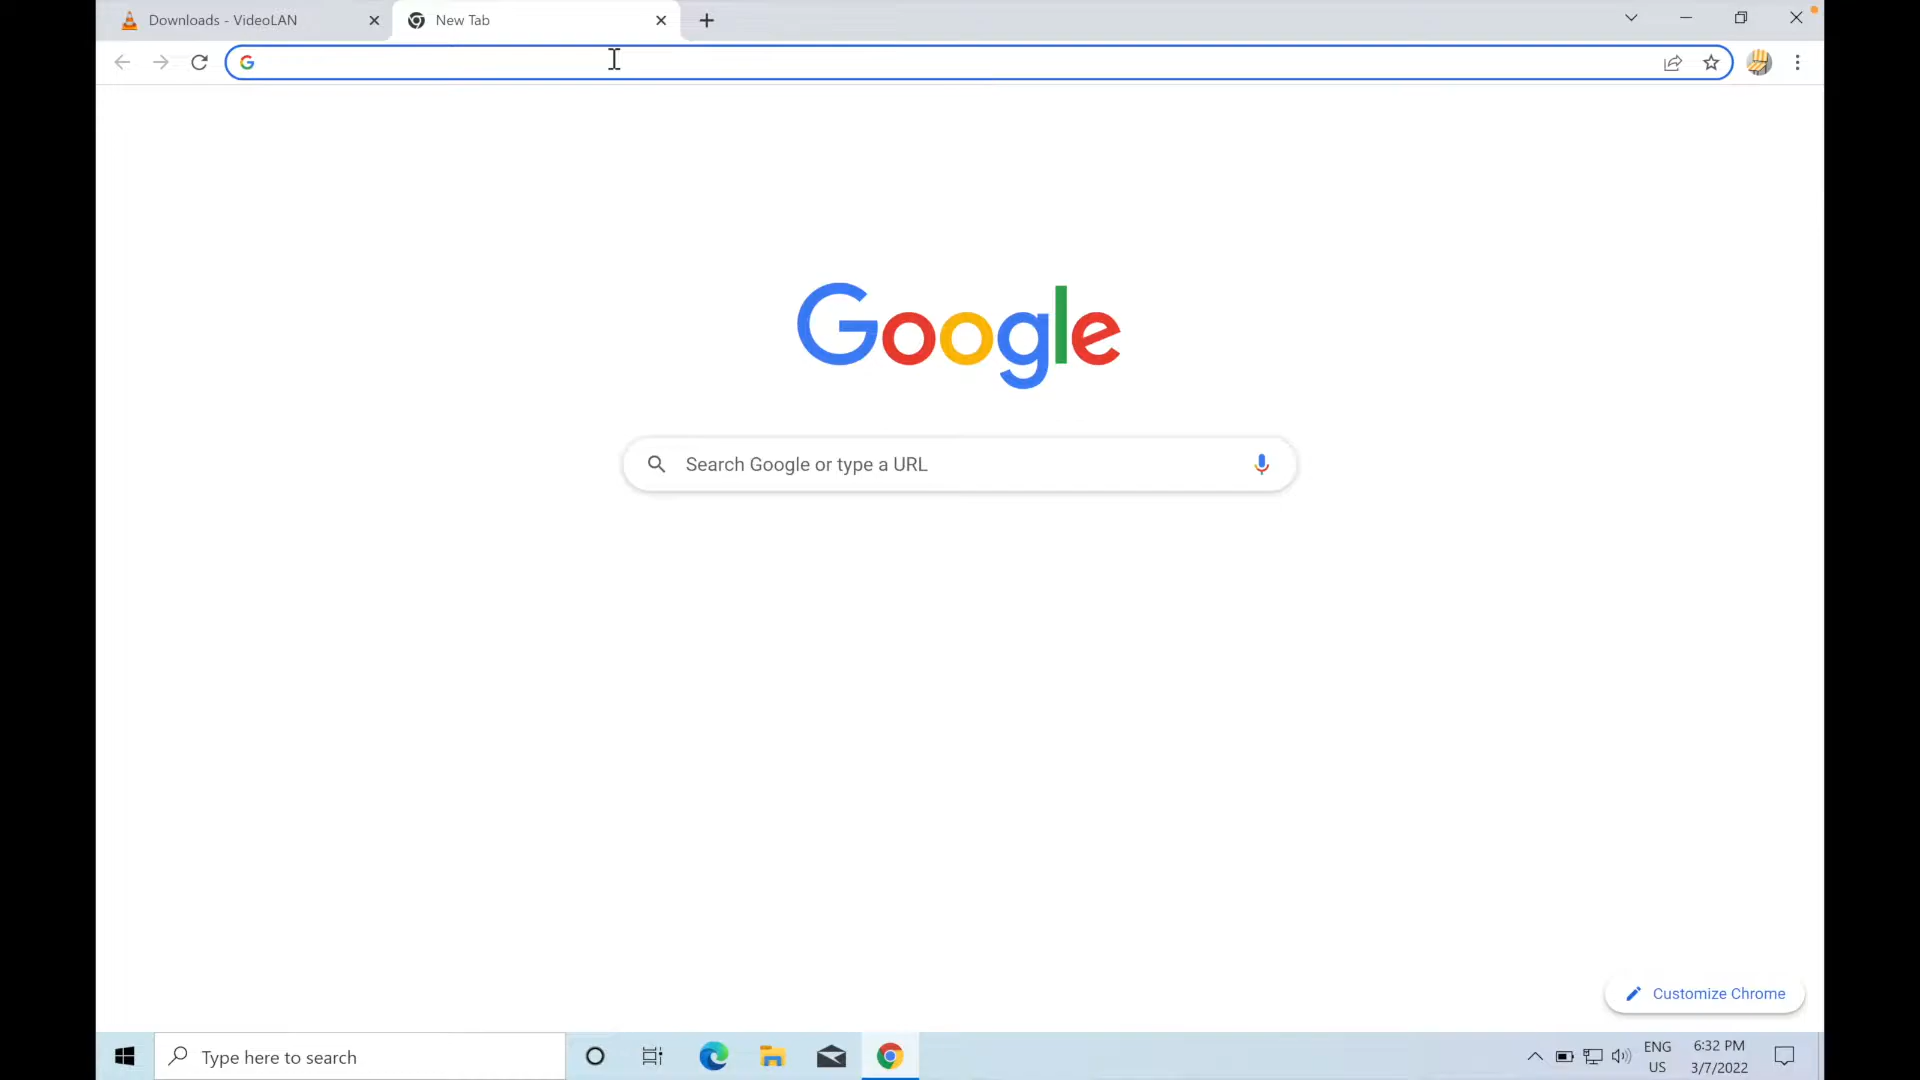 Downloads - VideoLAN
New Tab
Google
Search Google or type a URL
Customize Chrome
Type here to search
ENG
US
6:32 PM
3/7/2022